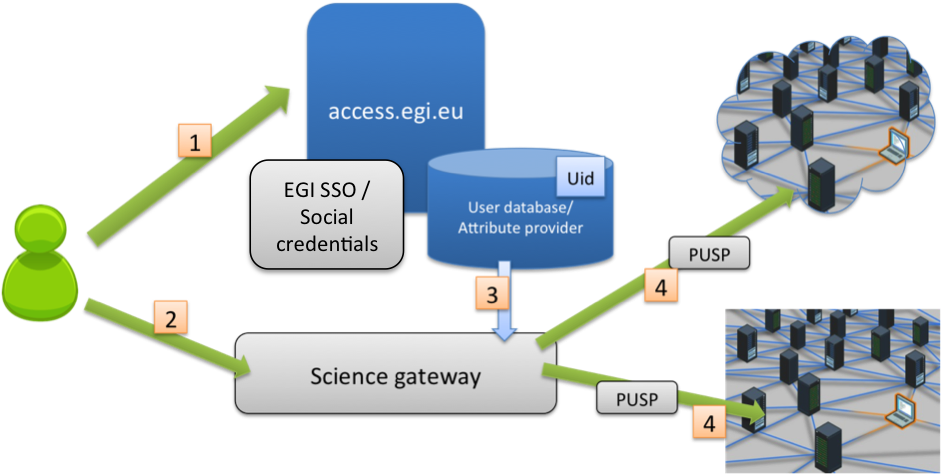 access.egi.eu
1
EGI SSO /
Social
credentials
Uid
User database/
Attribute provider
PUSP
3
4
2
Science gateway
PUSP
4